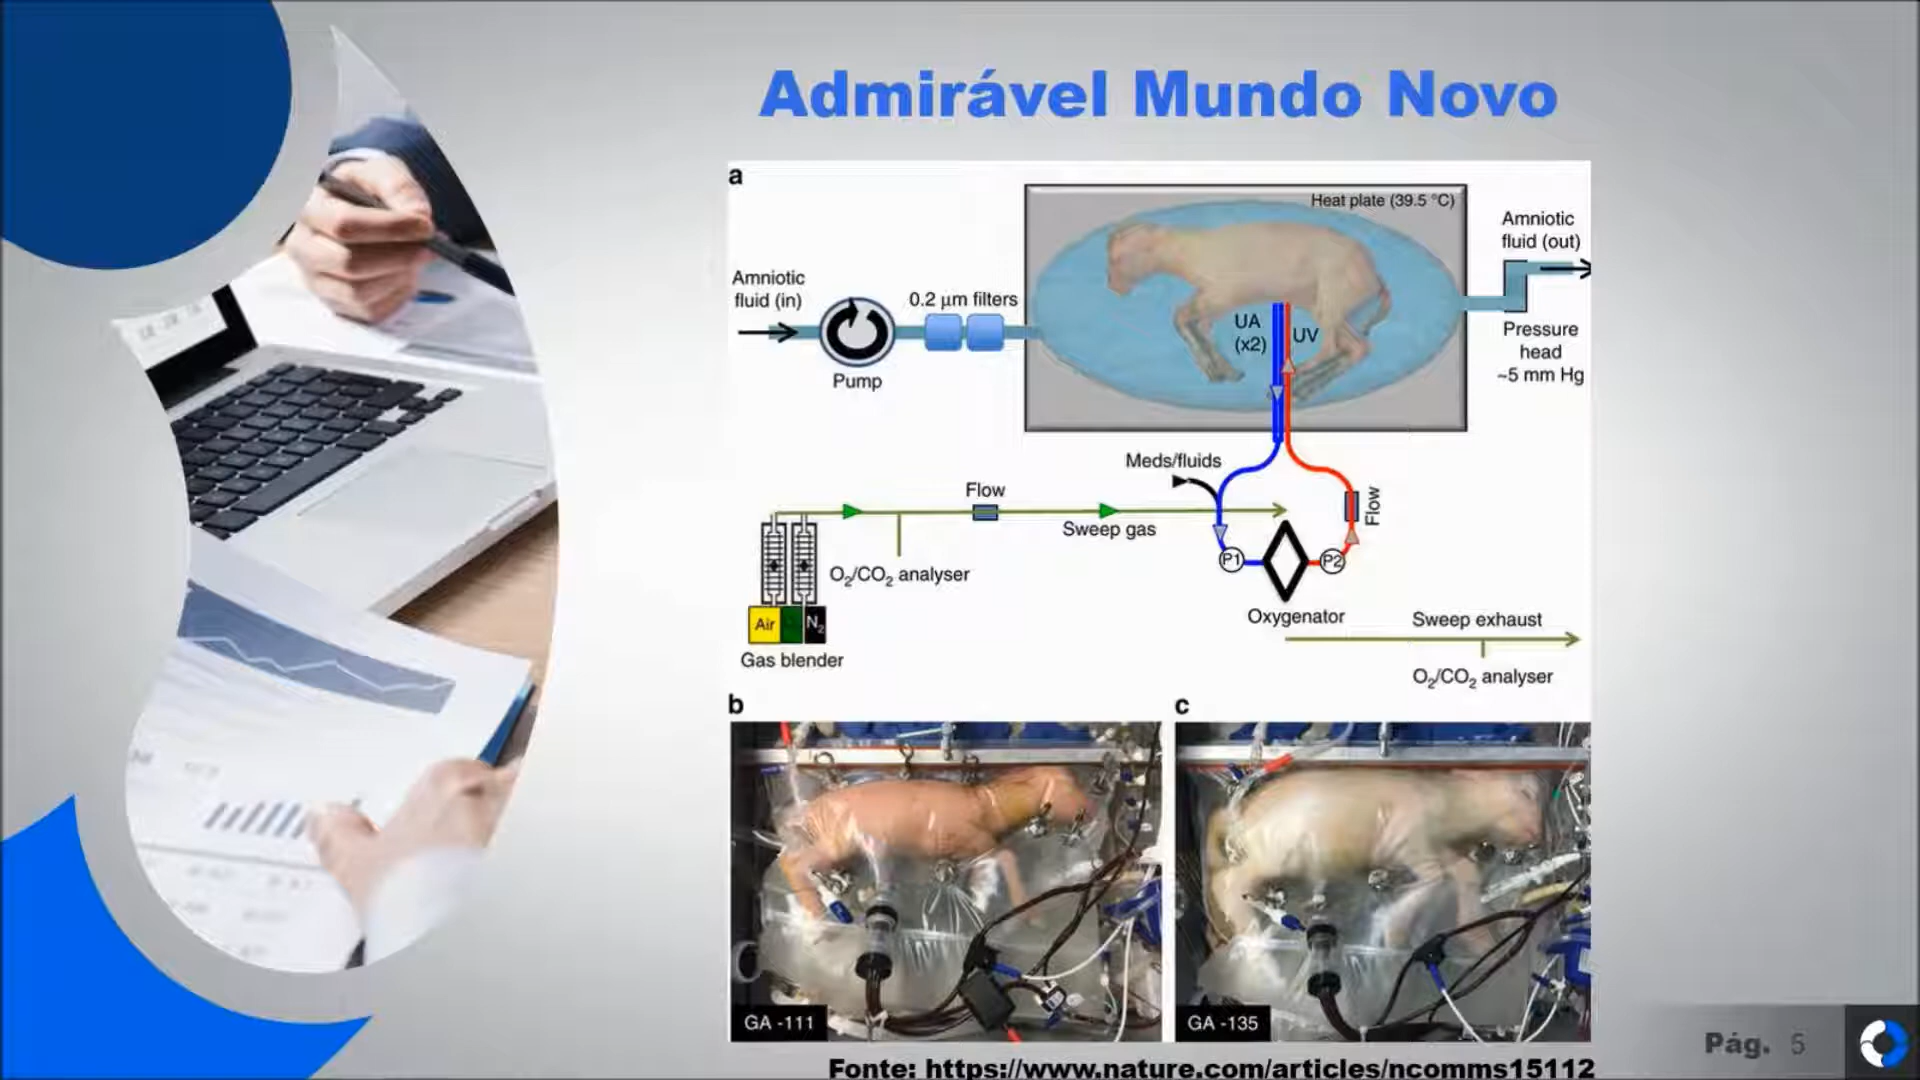 Admirável Mundo Novo
a
Heat plate (39.5 °C)
Amniotic
fluid (out)
Amniotic
fluid (in)
0.2 µm filters
UA
(x2)
UV
Pump
Pressure
head
~5 mm Hg
Meds/fluids
Flow
Flow
Sweep gas
P1
P2
O₂/CO₂ analyser
Oxygenator
Air
N₂
Gas blender
Sweep exhaust
O₂/CO₂ analyser
b
c
GA -111
GA -135
Fonte: https://www.nature.com/articles/ncomms15112
Pág. 5